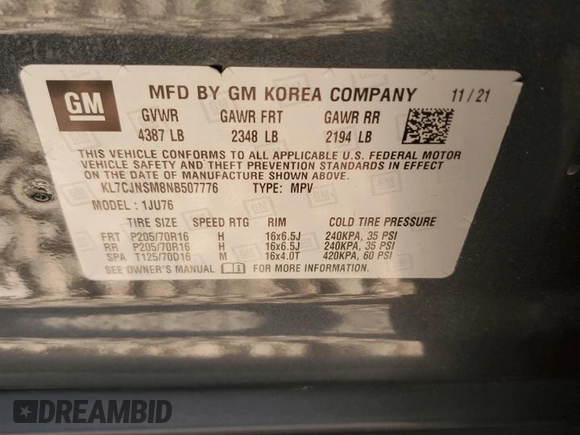 GM
MFD BY GM KOREA COMPANY 11/21
GVWR GAWR FRT GAWR RR
4387 LB 2348 LB 2194 LB
THIS VEHICLE CONFORMS TO ALL APPLICABLE U.S. FEDERAL MOTOR
VEHICLE SAFETY AND THEFT PREVENTION STANDARDS IN EFFECT
ON THE DATE OF MANUFACTURE SHOWN ABOVE.
KL7CJNSM8NB507776 TYPE: MPV
MODEL: 1JU76
TIRE SIZE SPEED RTG RIM COLD TIRE PRESSURE
FRT P205/70R16 H 16x6.5J 240KPA, 35 PSI
RR P205/70R16 H 16x6.5J 240KPA, 35 PSI
SPA T125/70D16 M 16x4.0T 420KPA, 60 PSI
SEE OWNER'S MANUAL FOR MORE INFORMATION.
DREAMBID